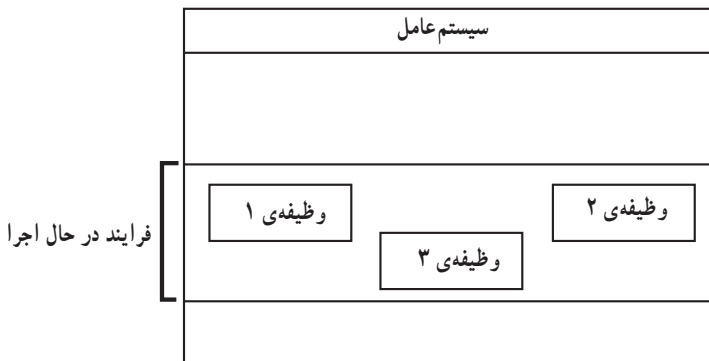 سیستم عامل
وظیفه‌ی ۲
وظیفه‌ی ۱
وظیفه‌ی ۳
فرایند در حال اجرا